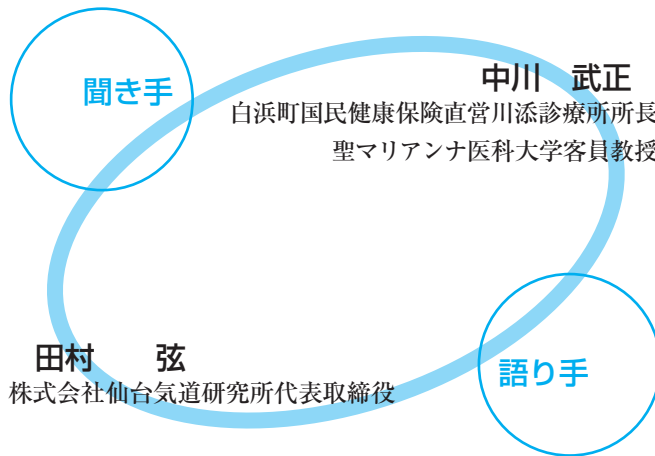 聞き手
中川　武正
白浜町国民健康保険直営川添診療所所長
聖マリアンナ医科大学客員教授
田村　　弦
株式会社仙台気道研究所代表取締役
語り手